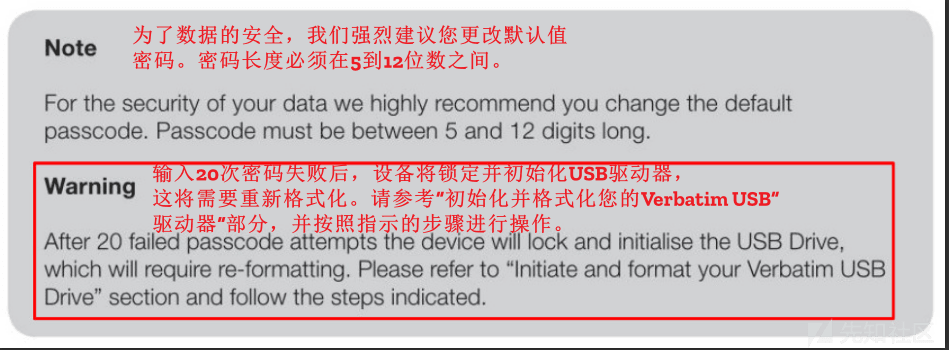 Note
为了数据的安全，我们强烈建议您更改默认值
密码。密码长度必须在5到12位数之间。
For the security of your data we highly recommend you change the default
passcode. Passcode must be between 5 and 12 digits long.
Warning
输入20次密码失败后，设备将锁定并初始化USB驱动器，
这将需要重新格式化。请参考"初始化并格式化您的Verbatim USB"
驱动器"部分，并按照指示的步骤进行操作。
After 20 failed passcode attempts the device will lock and initialise the USB Drive,
which will require re-formatting. Please refer to “Initiate and format your Verbatim USB
Drive” section and follow the steps indicated.
先知社区